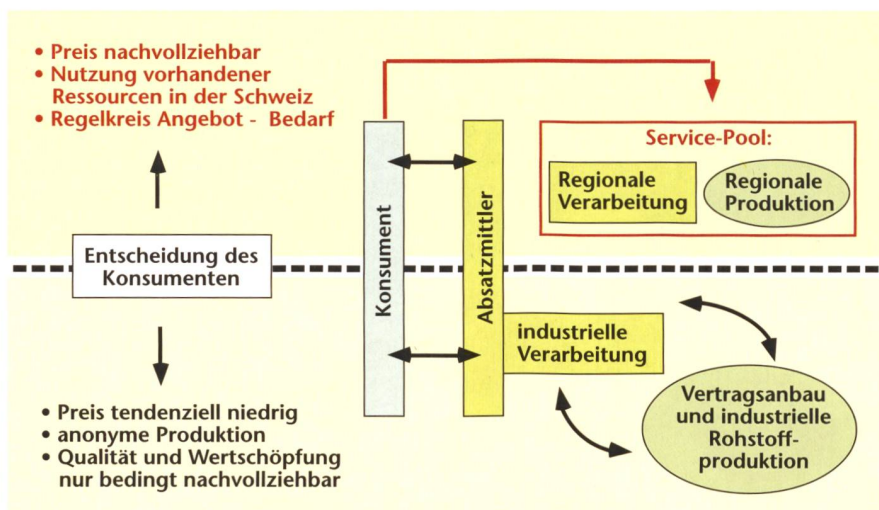 • Preis nachvollziehbar
• Nutzung vorhandener
Ressourcen in der Schweiz
• Regelkreis Angebot - Bedarf
Service-Pool:
Regionale
Verarbeitung
Regionale
Produktion
Entscheidung des
Konsumenten
Konsument
Absatzmittler
industrielle
Verarbeitung
Vertragsanbau
und industrielle
Rohstoff-
produktion
• Preis tendenziell niedrig
• anonyme Produktion
• Qualität und Wertschöpfung
nur bedingt nachvollziehbar